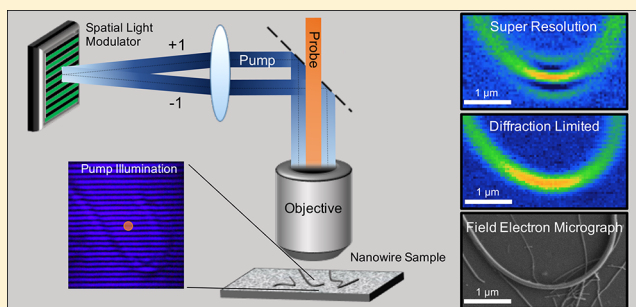 Spatial Light
Modulator
+1
-1
Pump
Probe
Objective
Pump Illumination
Nanowire Sample
Super Resolution
1 µm
Diffraction Limited
1 µm
Field Electron Micrograph
1 µm